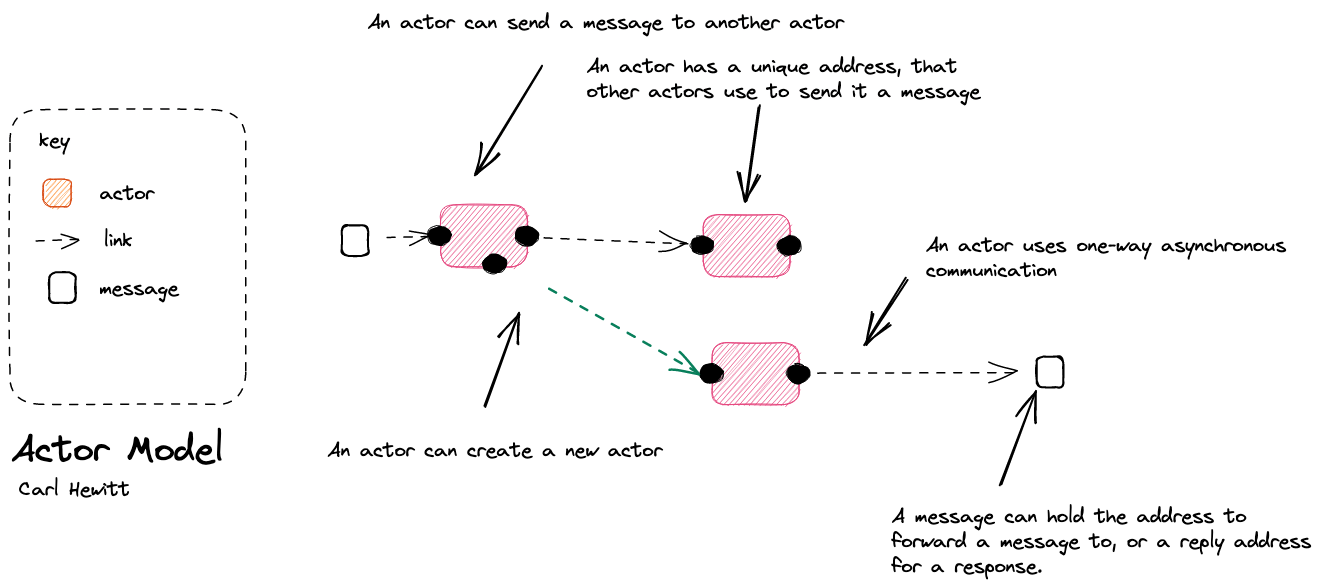 An actor can send a message to another actor
An actor has a unique address, that
other actors use to send it a message
key
actor
link
message
An actor uses one-way asynchronous
communication
Actor Model
Carl Hewitt
An actor can create a new actor
A message can hold the address to
forward a message to, or a reply address
for a response.